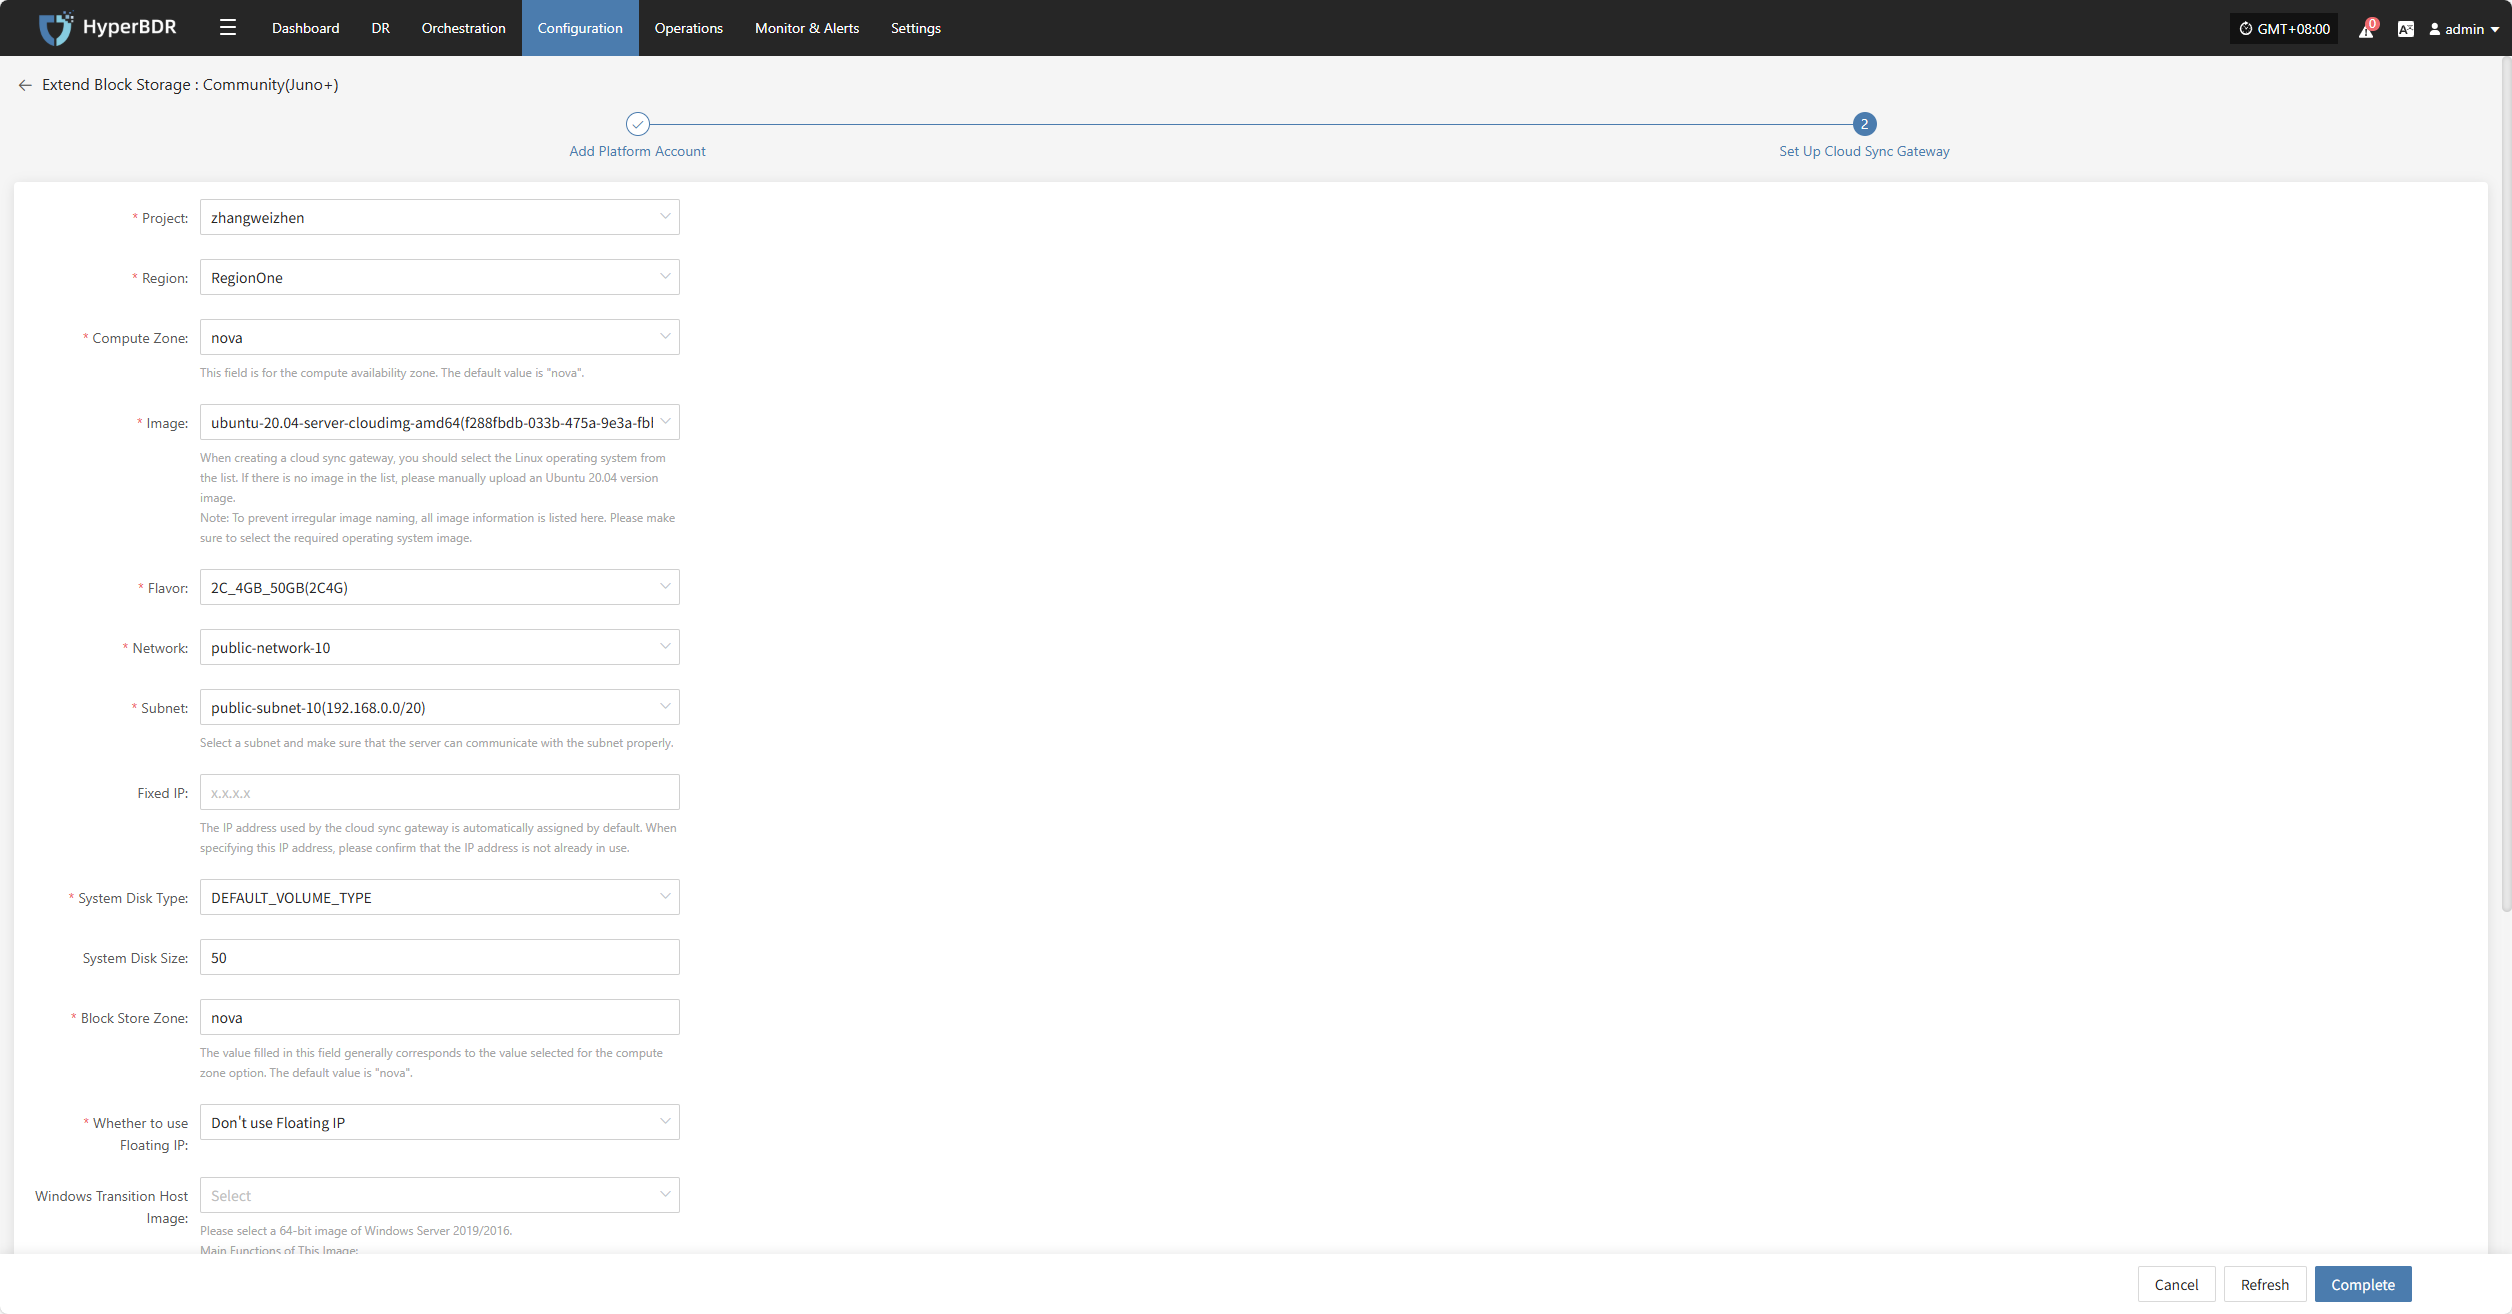 HyperBDR
Dashboard
DR
Orchestration
Configuration
Operations
Monitor & Alerts
Settings
GMT+08:00
0
admin
Extend Block Storage : Community(Juno+)
2
Add Platform Account
Set Up Cloud Sync Gateway
* Project: zhangweizhen
* Region: RegionOne
* Compute Zone: nova
This field is for the compute availability zone. The default value is "nova".
* Image: ubuntu-20.04-server-cloudimg-amd64(f288fbdb-033b-475a-9e3a-fbl
When creating a cloud sync gateway, you should select the Linux operating system from
the list. If there is no image in the list, please manually upload an Ubuntu 20.04 version
image.
Note: To prevent irregular image naming, all image information is listed here. Please make
sure to select the required operating system image.
* Flavor: 2C_4GB_50GB(2C4G)
* Network: public-network-10
* Subnet: public-subnet-10(192.168.0.0/20)
Select a subnet and make sure that the server can communicate with the subnet properly.
Fixed IP: x.x.x.x
The IP address used by the cloud sync gateway is automatically assigned by default. When
specifying this IP address, please confirm that the IP address is not already in use.
* System Disk Type: DEFAULT_VOLUME_TYPE
System Disk Size: 50
* Block Store Zone: nova
The value filled in this field generally corresponds to the value selected for the compute
zone option. The default value is "nova".
* Whether to use
Floating IP:
Don't use Floating IP
Windows Transition Host
Image:
Select
Please select a 64-bit image of Windows Server 2019/2016.
Main Functions of This Image:
Cancel
Refresh
Complete